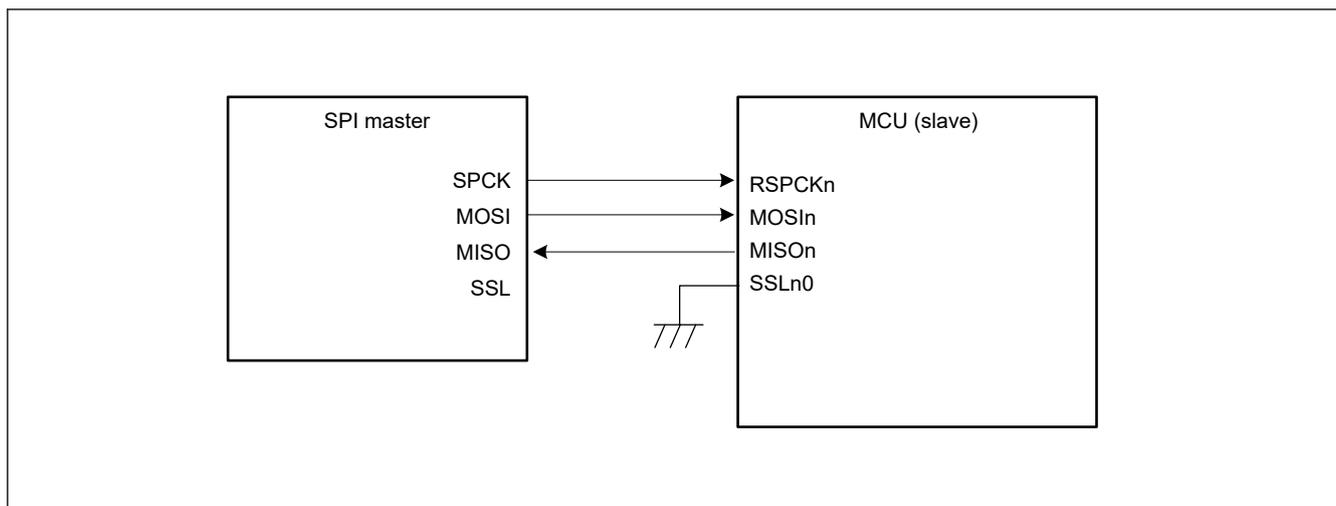 SPI master
SPCK
MOSI
MISO
SSL
MCU (slave)
RSPCKn
MOSIn
MISOn
SSLn0